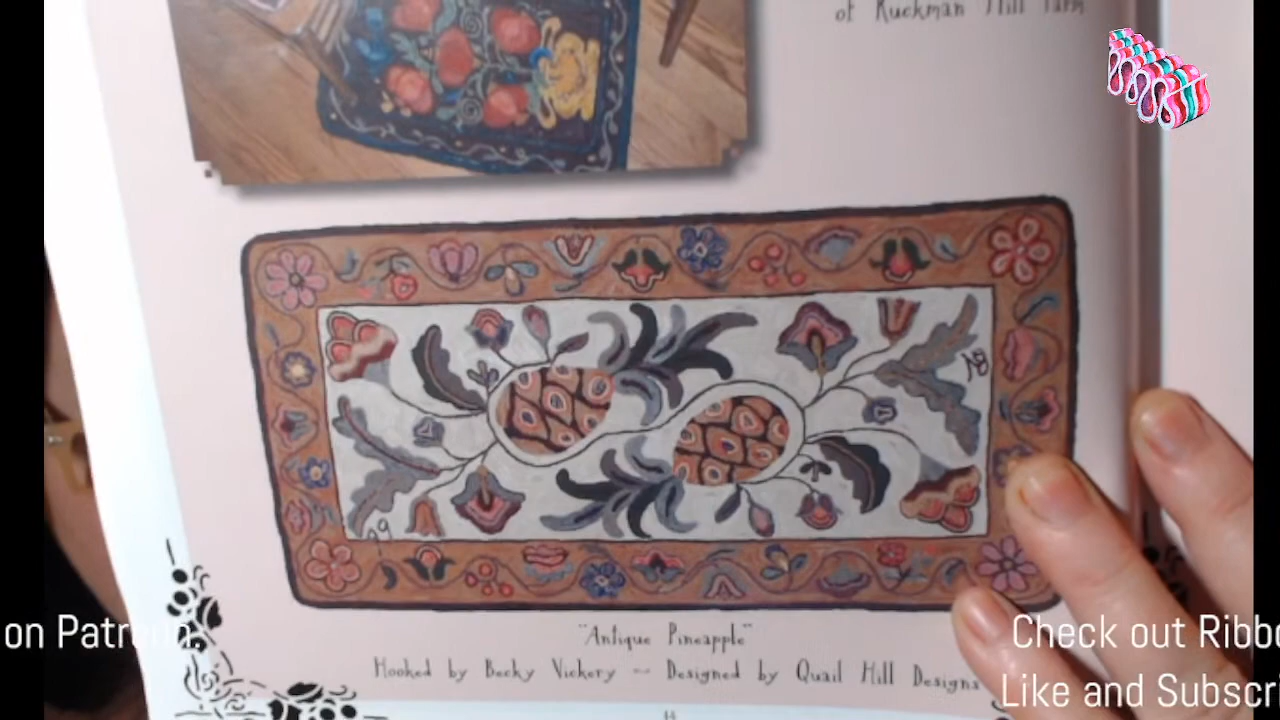 of Ruckman Hill Farm
"Antique Pineapple"
Hooked by Becky Vickery ~ Designed by Quail Hill Designs
on Patreon.
Check out Ribbo
Like and Subscri